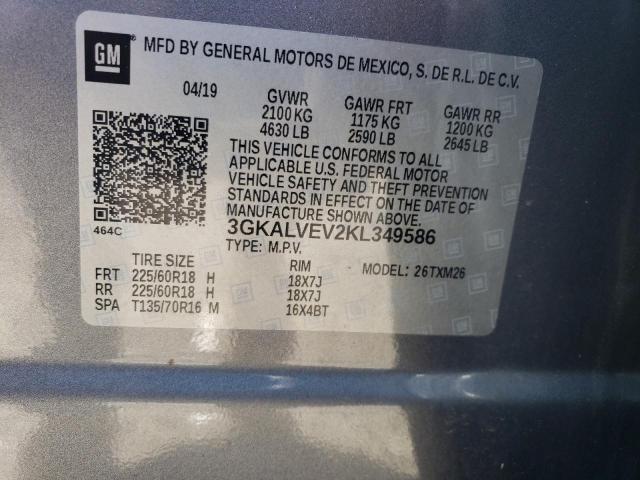 GM MFD BY GENERAL MOTORS DE MEXICO, S. DE R.L. DE C.V.
04/19 GVWR GAWR FRT GAWR RR
2100 KG 1175 KG 1200 KG
4630 LB 2590 LB 2645 LB
THIS VEHICLE CONFORMS TO ALL
APPLICABLE U.S. FEDERAL MOTOR
VEHICLE SAFETY AND THEFT PREVENTION
STANDARDS IN EFFECT ON THE DATE OF
MANUFACTURE SHOWN ABOVE.
464C 3GKALVEV2KL349586
TYPE: M.P.V.
TIRE SIZE RIM MODEL: 26TXM26
FRT 225/60R18 H 18X7J
RR 225/60R18 H 18X7J
SPA T135/70R16 M 16X4BT